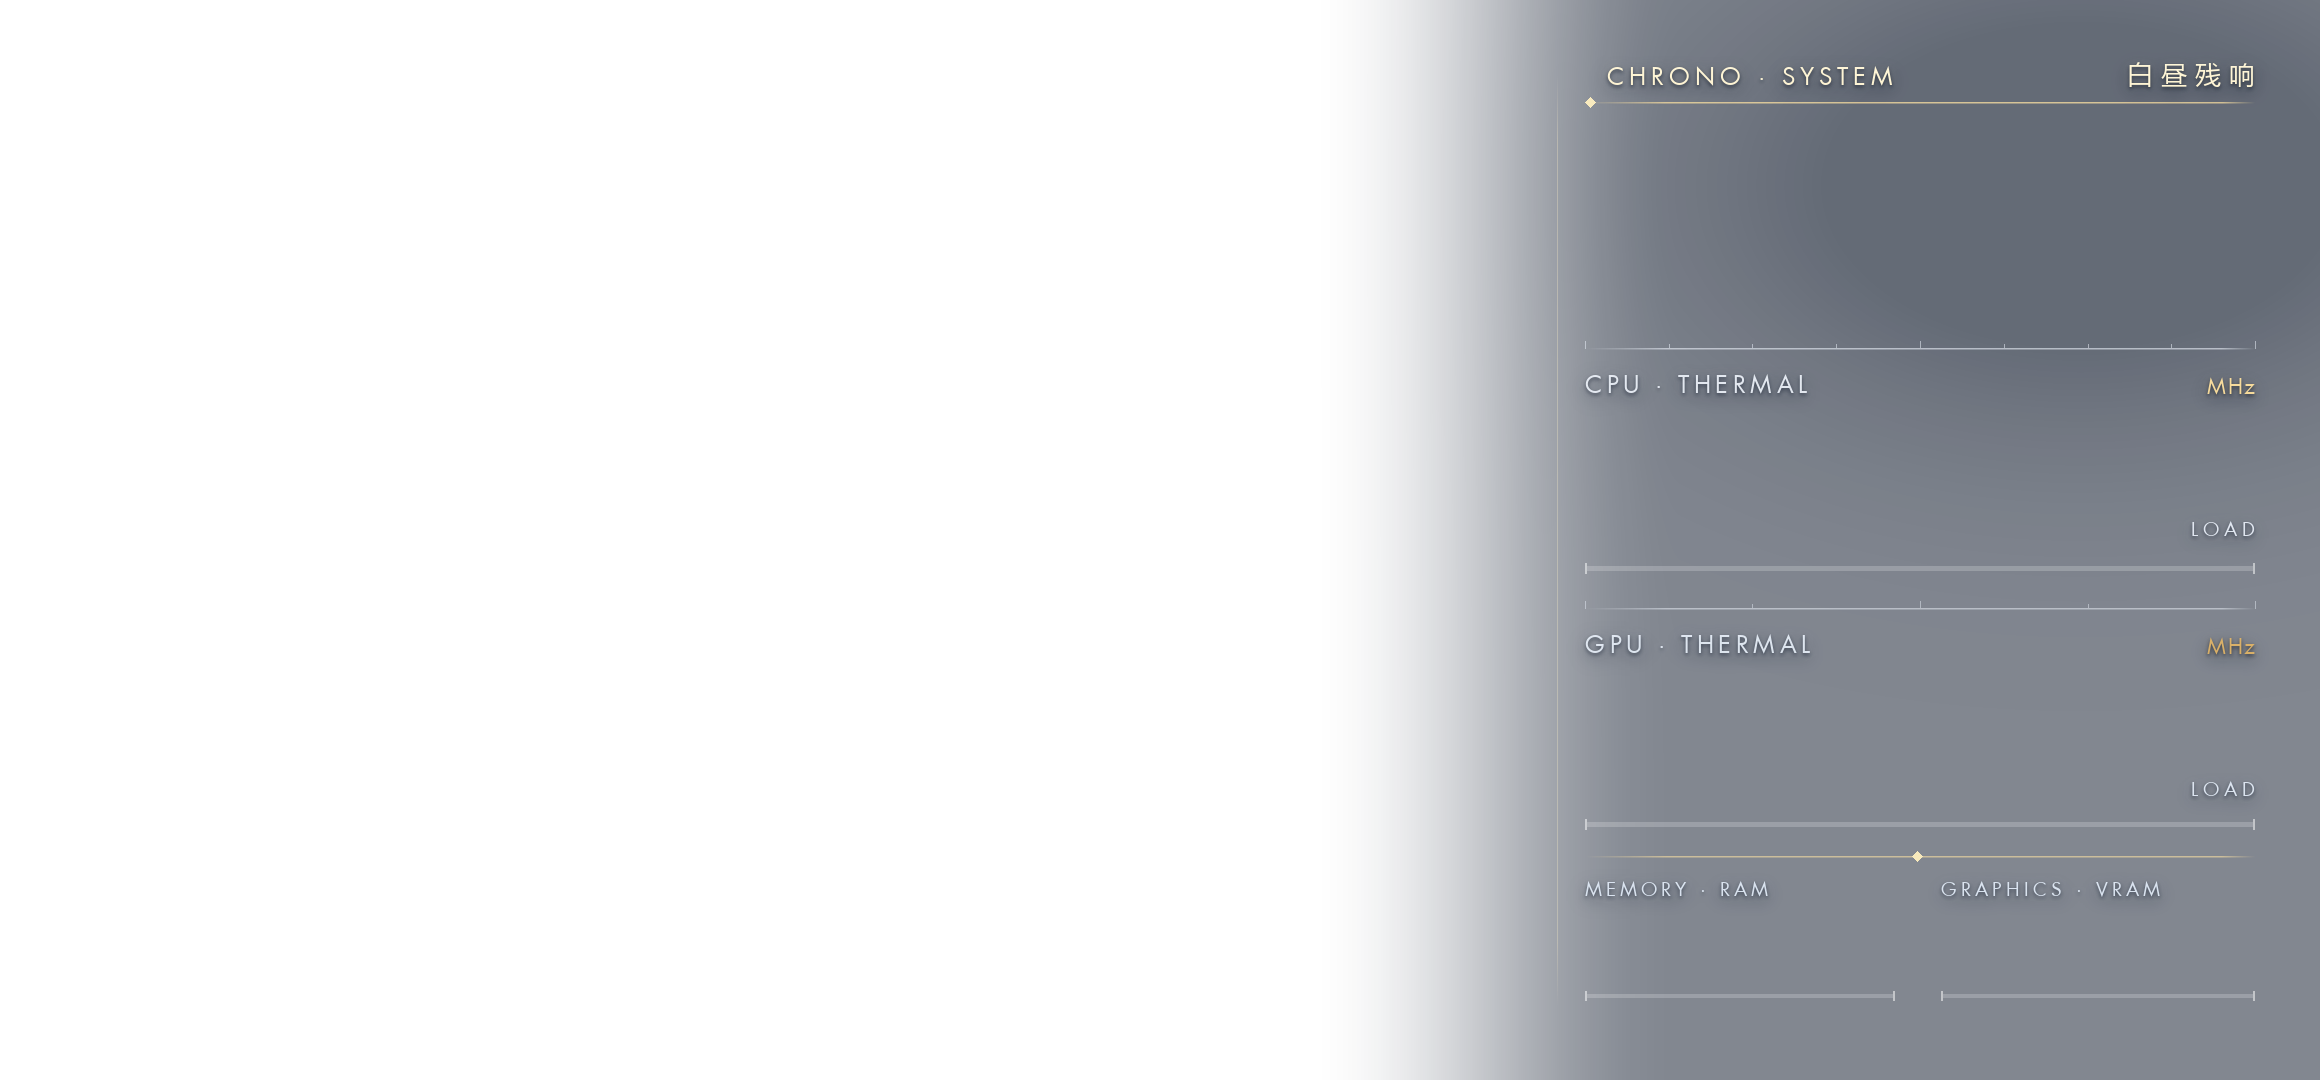 CHRONO · SYSTEM 白昼残响
CPU · THERMAL MHz
LOAD
GPU · THERMAL MHz
LOAD
MEMORY · RAM GRAPHICS · VRAM